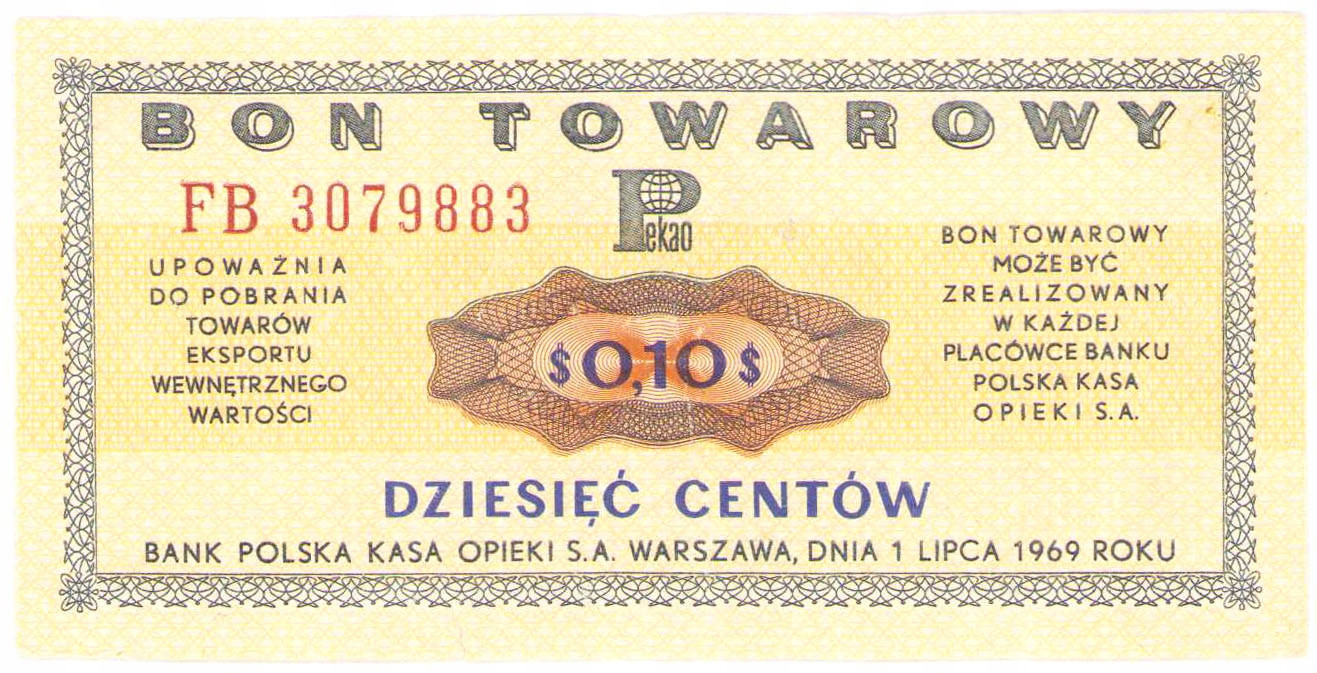 BON TOWAROWY
FB 3079883
Pekao
UPOWAŻNIA
DO POBRANIA
TOWARÓW
EKSPORTU
WEWNĘTRZNEGO
WARTOŚCI
$0,10$
BON TOWAROWY
MOŻE BYĆ
ZREALIZOWANY
W KAŻDEJ
PLACÓWCE BANKU
POLSKA KASA
OPIEKI S.A.
DZIESIĘĆ CENTÓW
BANK POLSKA KASA OPIEKI S.A. WARSZAWA, DNIA 1 LIPCA 1969 ROKU